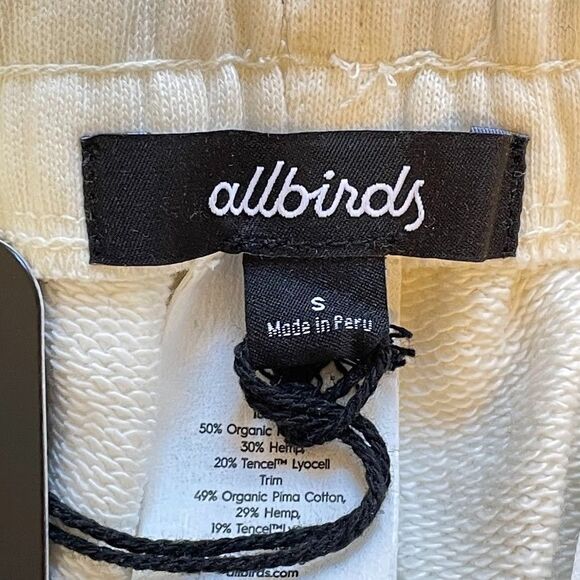 allbirds
S
Made in Peru
50% Organic
30% Hemp,
20% Tencel™ Lyocell
Trim
49% Organic Pima Cotton,
29% Hemp,
19% Tencel™
allbirds.com